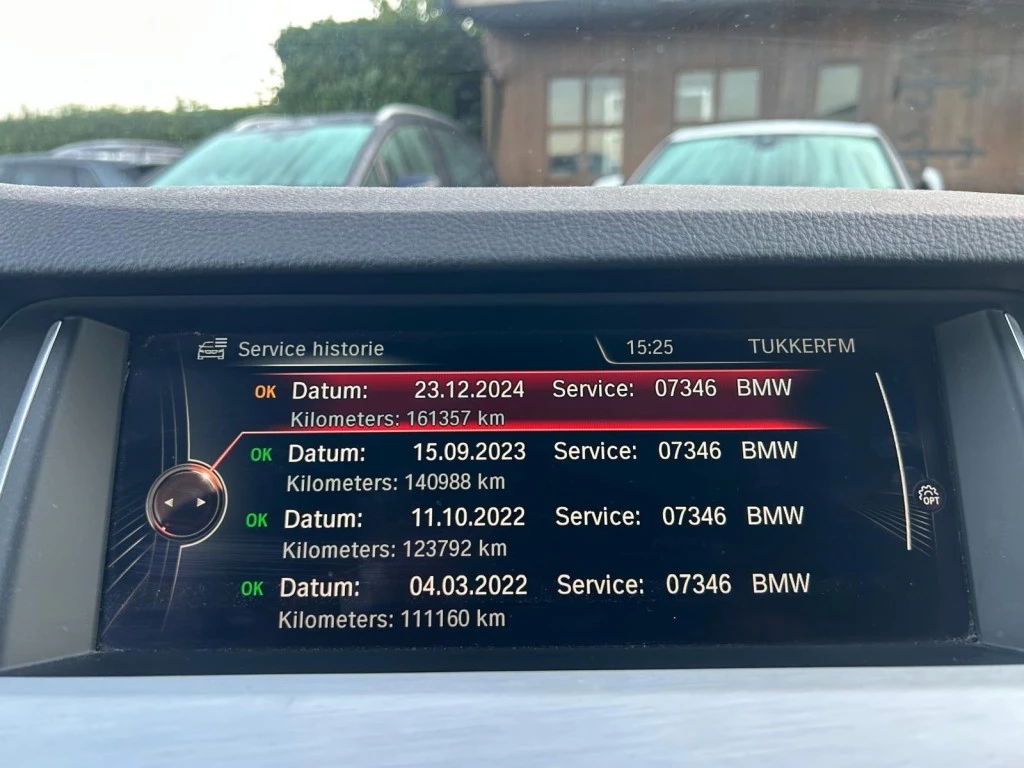 Service historie 15:25 TUKKERFM
OK Datum: 23.12.2024 Service: 07346 BMW
Kilometers: 161357 km
OK Datum: 15.09.2023 Service: 07346 BMW
Kilometers: 140988 km
OK Datum: 11.10.2022 Service: 07346 BMW
Kilometers: 123792 km
OK Datum: 04.03.2022 Service: 07346 BMW
Kilometers: 111160 km
OPT